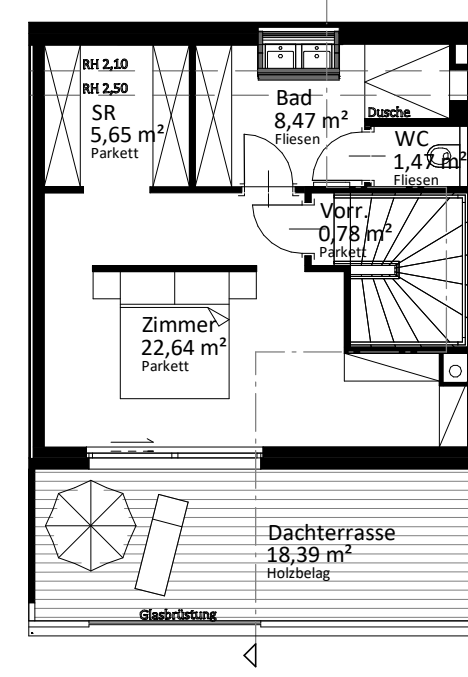 RH 2,10
RH 2,50
SR
5,65 m²
Parkett
Bad
8,47 m²
Fliesen
Dusche
WC
1,47 m²
Fliesen
Vorr.
0,78 m²
Parkett
Zimmer
22,64 m²
Parkett
Dachterrasse
18,39 m²
Holzbelag
Glasbrüstung